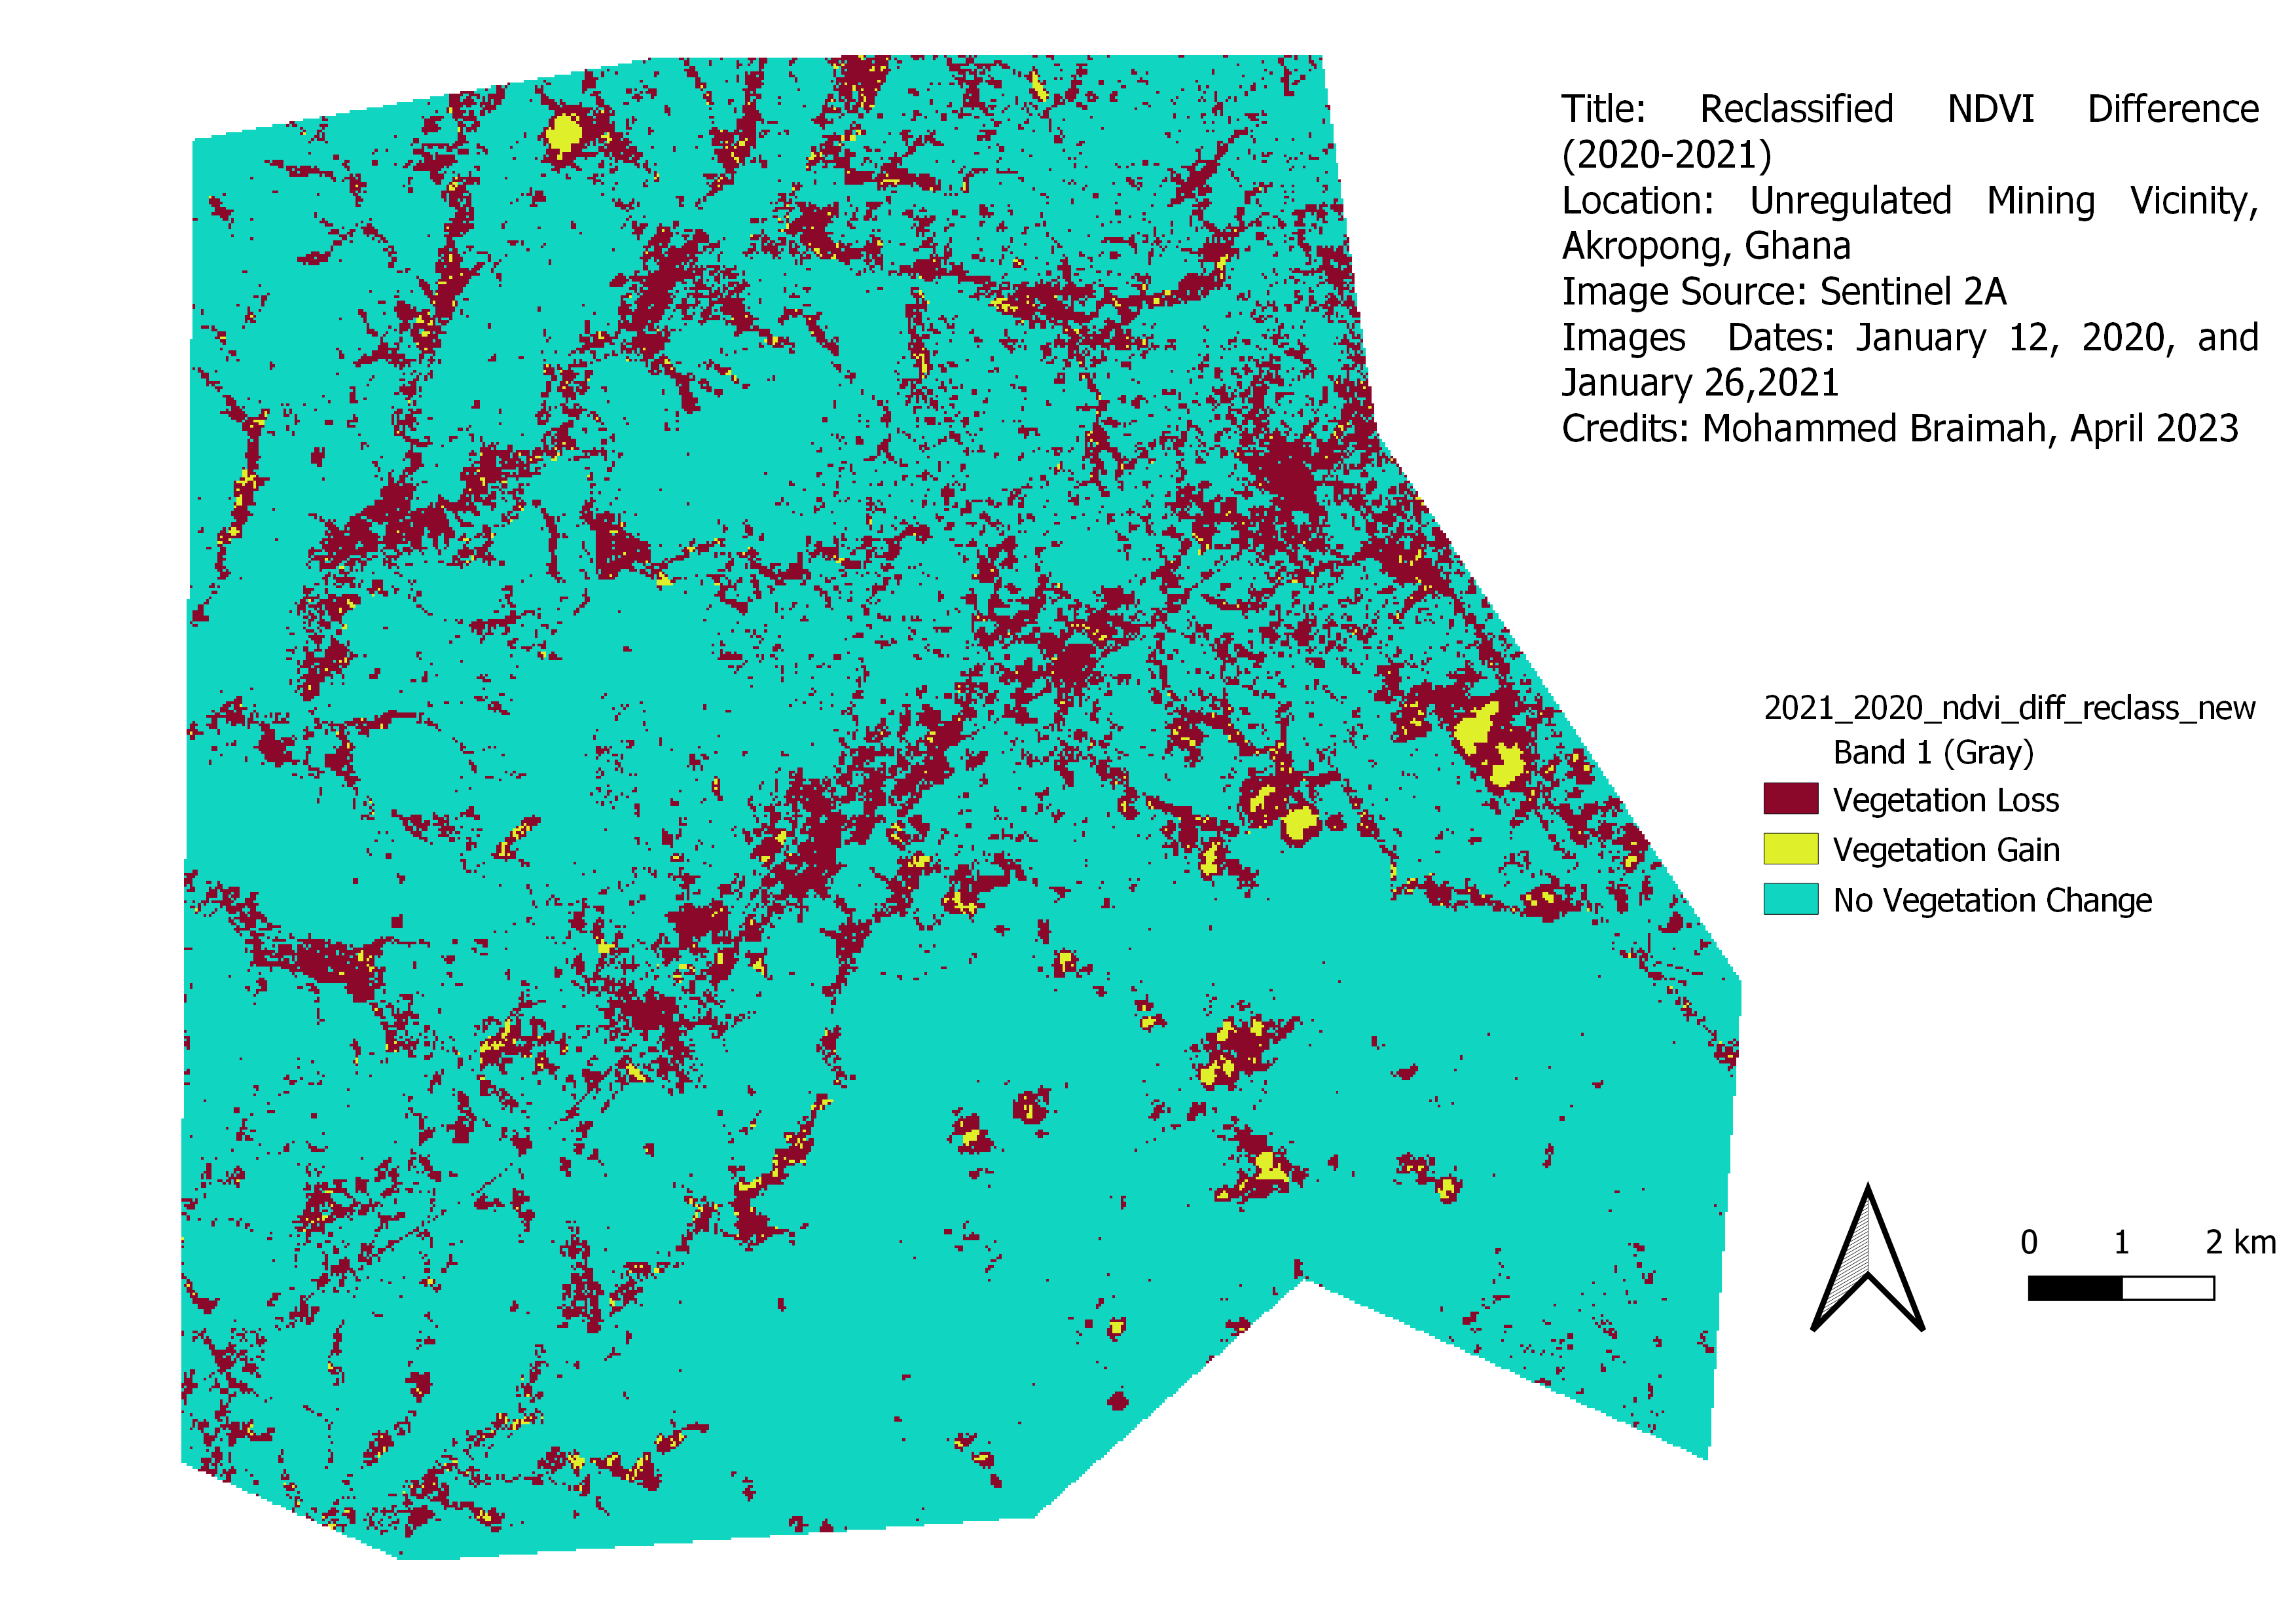 Title: Reclassified NDVI Difference
(2020-2021)
Location: Unregulated Mining Vicinity,
Akropong, Ghana
Image Source: Sentinel 2A
Images Dates: January 12, 2020, and
January 26,2021
Credits: Mohammed Braimah, April 2023
2021_2020_ndvi_diff_reclass_new
Band 1 (Gray)
Vegetation Loss
Vegetation Gain
No Vegetation Change
0 1 2 km